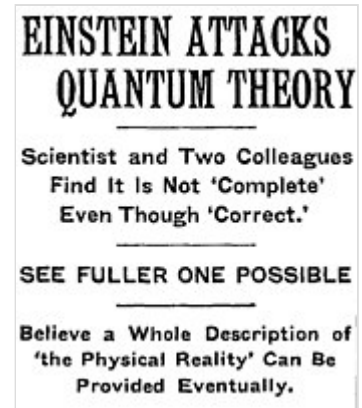 EINSTEIN ATTACKS
QUANTUM THEORY
Scientist and Two Colleagues
Find It Is Not ‘Complete’
Even Though ‘Correct.’
SEE FULLER ONE POSSIBLE
Believe a Whole Description of
‘the Physical Reality’ Can Be
Provided Eventually.